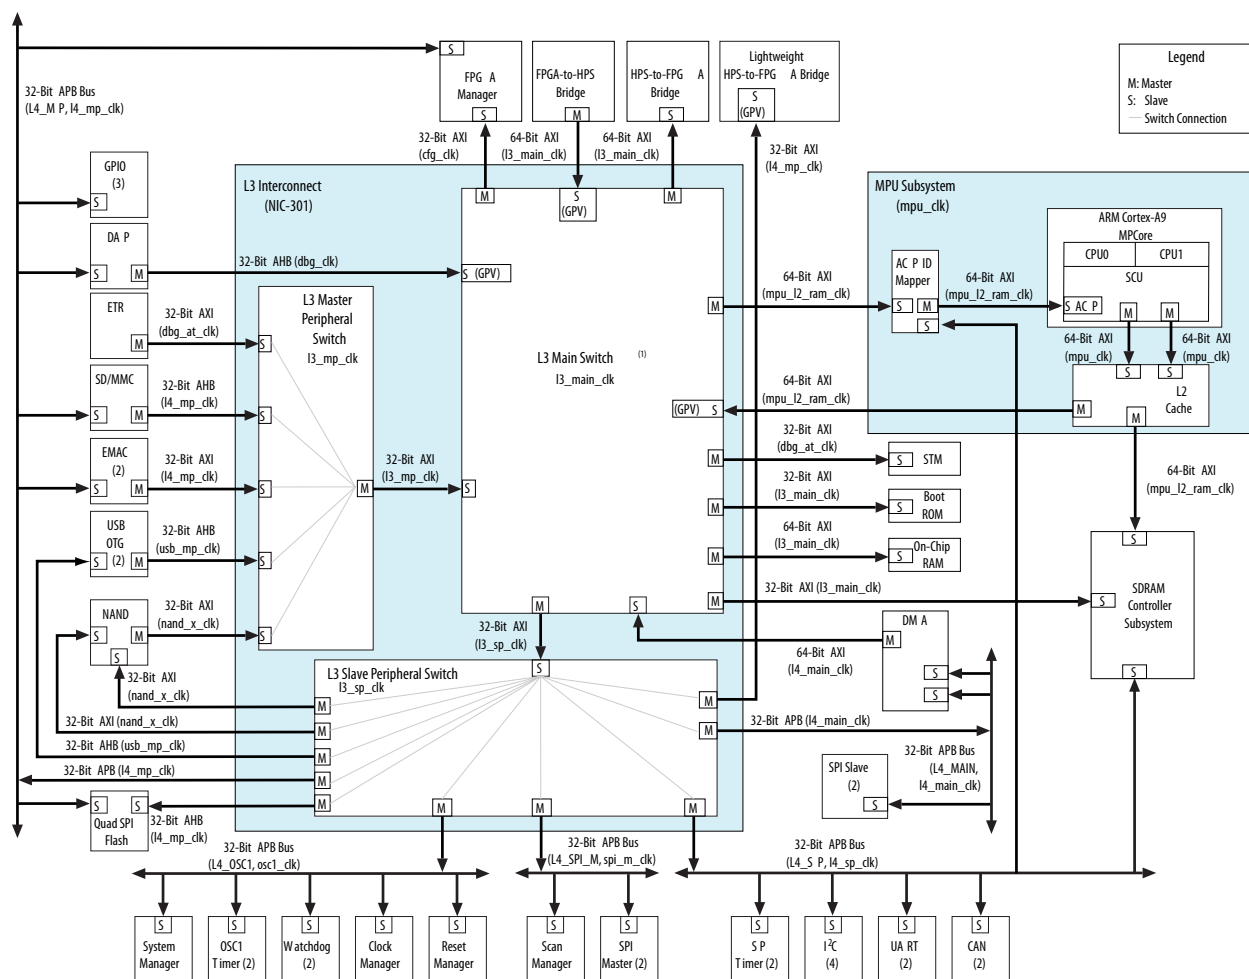 32-Bit APB Bus
(L4_M P, l4_mp_clk)
S
FPG A
Manager
S
FPGA-to-HPS
Bridge
M
HPS-to-FPG A
Bridge
S
Lightweight
HPS-to-FPG A Bridge
S
(GPV)
Legend
M: Master
S: Slave
Switch Connection
32-Bit AXI
(cfg_clk)
64-Bit AXI
(l3_main_clk)
64-Bit AXI
(l3_main_clk)
32-Bit AXI
(l4_mp_clk)
GPIO
(3)
S
DA P
S M
ETR
M
SD/MMC
S M
EMAC
(2)
S M
USB
OTG
(2)
S M
NAND
S M
S
Quad SPI
Flash
S S
L3 Interconnect
(NIC-301)
32-Bit AHB (dbg_clk)
32-Bit AXI
(dbg_at_clk)
32-Bit AHB
(l4_mp_clk)
32-Bit AXI
(l4_mp_clk)
32-Bit AHB
(usb_mp_clk)
32-Bit AXI
(nand_x_clk)
32-Bit AXI
(nand_x_clk)
32-Bit AXI (nand_x_clk)
32-Bit AHB (usb_mp_clk)
32-Bit APB (l4_mp_clk)
32-Bit AHB
(l4_mp_clk)
L3 Master
Peripheral
Switch
l3_mp_clk
S
S
S
S
S
M
32-Bit AXI
(l3_mp_clk)
M
S
(GPV)
M
S (GPV)
L3 Main Switch (1)
l3_main_clk
S
M
(GPV) S
M
M
M
M
M
S
64-Bit AXI
(mpu_l2_ram_clk)
64-Bit AXI
(mpu_l2_ram_clk)
32-Bit AXI
(dbg_at_clk)
32-Bit AXI
(l3_main_clk)
64-Bit AXI
(l3_main_clk)
32-Bit AXI (l3_main_clk)
MPU Subsystem
(mpu_clk)
AC P ID
Mapper
S M
S
64-Bit AXI
(mpu_l2_ram_clk)
ARM Cortex-A9
MPCore
CPU0 CPU1
SCU
S AC P
M M
64-Bit AXI
(mpu_clk)
64-Bit AXI
(mpu_clk)
S S
L2
Cache
M
M
64-Bit AXI
(mpu_l2_ram_clk)
S STM
S Boot
ROM
S On-Chip
RAM
S
S SDRAM
Controller
Subsystem
S
DM A
M
S
S
64-Bit AXI
(l4_main_clk)
32-Bit AXI
(l3_sp_clk)
L3 Slave Peripheral Switch
l3_sp_clk
S
M
M
M
M
M
M
M
M
M
M
32-Bit APB (l4_main_clk)
32-Bit APB Bus
(L4_MAIN,
l4_main_clk)
SPI Slave
(2)
S
32-Bit APB Bus
(L4_OSC1, osc1_clk)
32-Bit APB Bus
(L4_SPI_M, spi_m_clk)
32-Bit APB Bus
(L4_S P, l4_sp_clk)
S
System
Manager
S
OSC1
T imer (2)
S
W atchdog
(2)
S
Clock
Manager
S
Reset
Manager
S
Scan
Manager
S
SPI
Master (2)
S
S P
T imer (2)
S
I²C
(4)
S
UA RT
(2)
S
CAN
(2)